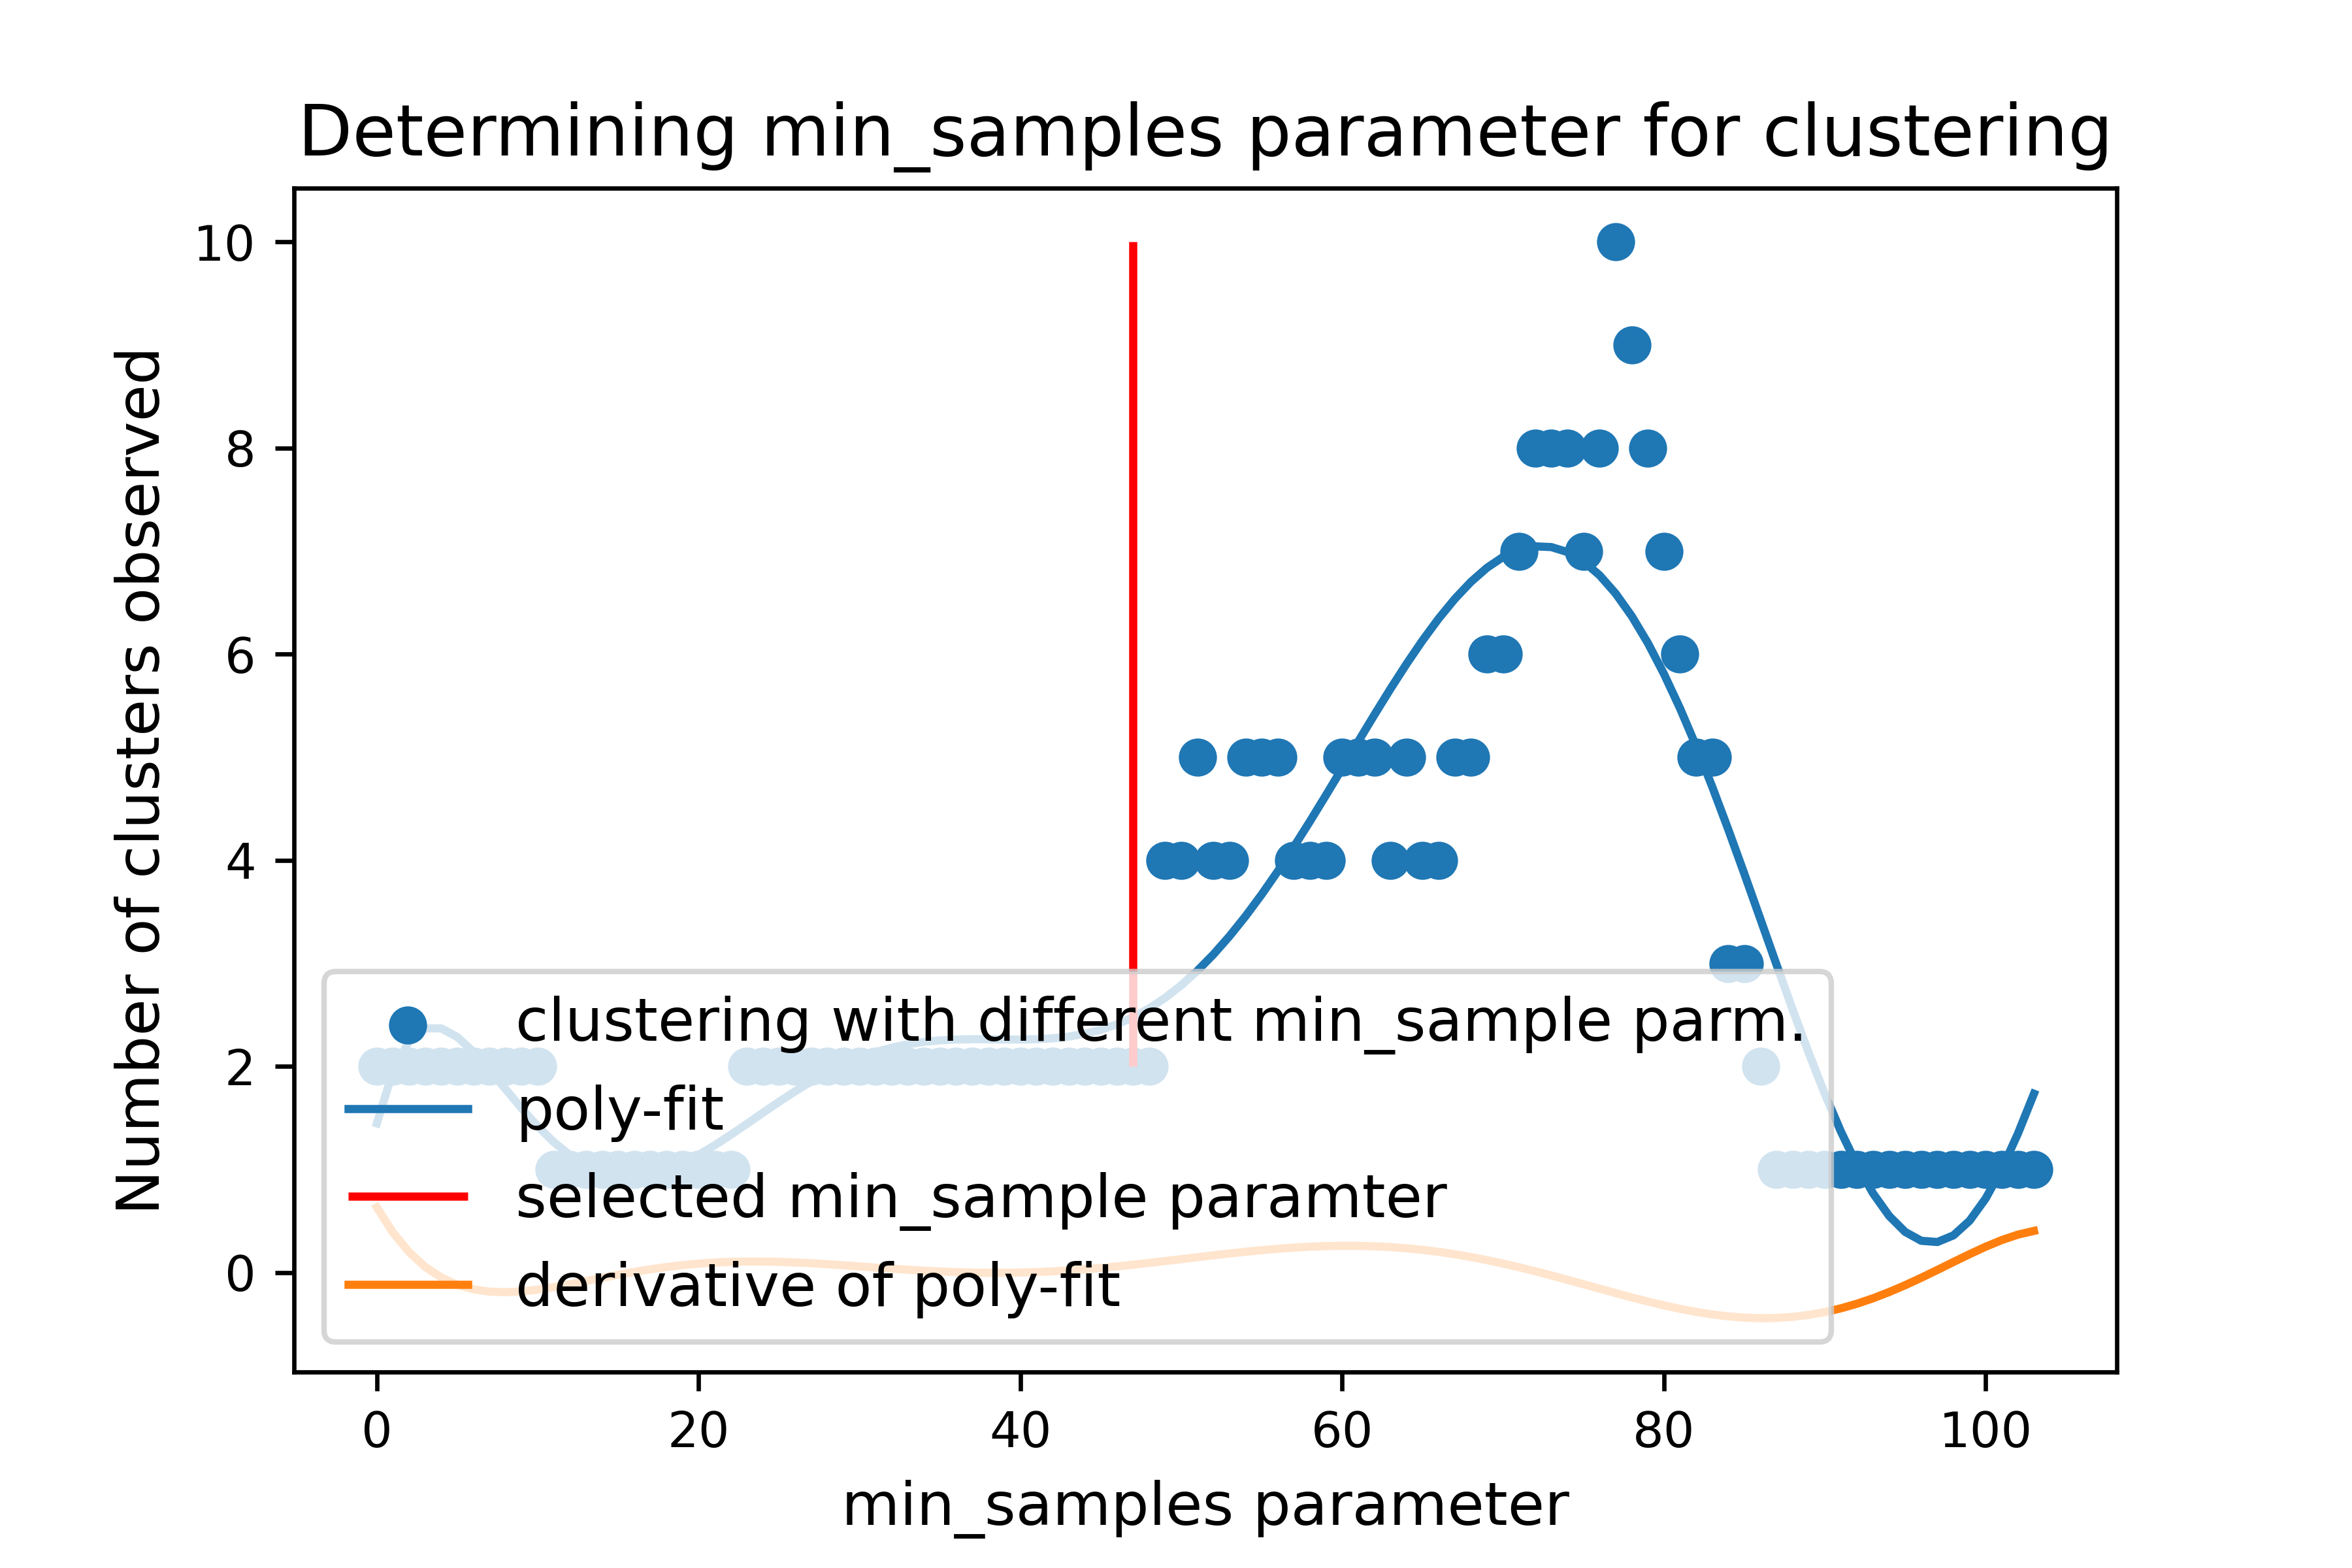 Determining min_samples parameter for clustering
Number of clusters observed
10
8
6
4
2
0
clustering with different min_sample parm.
poly-fit
selected min_sample paramter
derivative of poly-fit
0 20 40 60 80 100
min_samples parameter